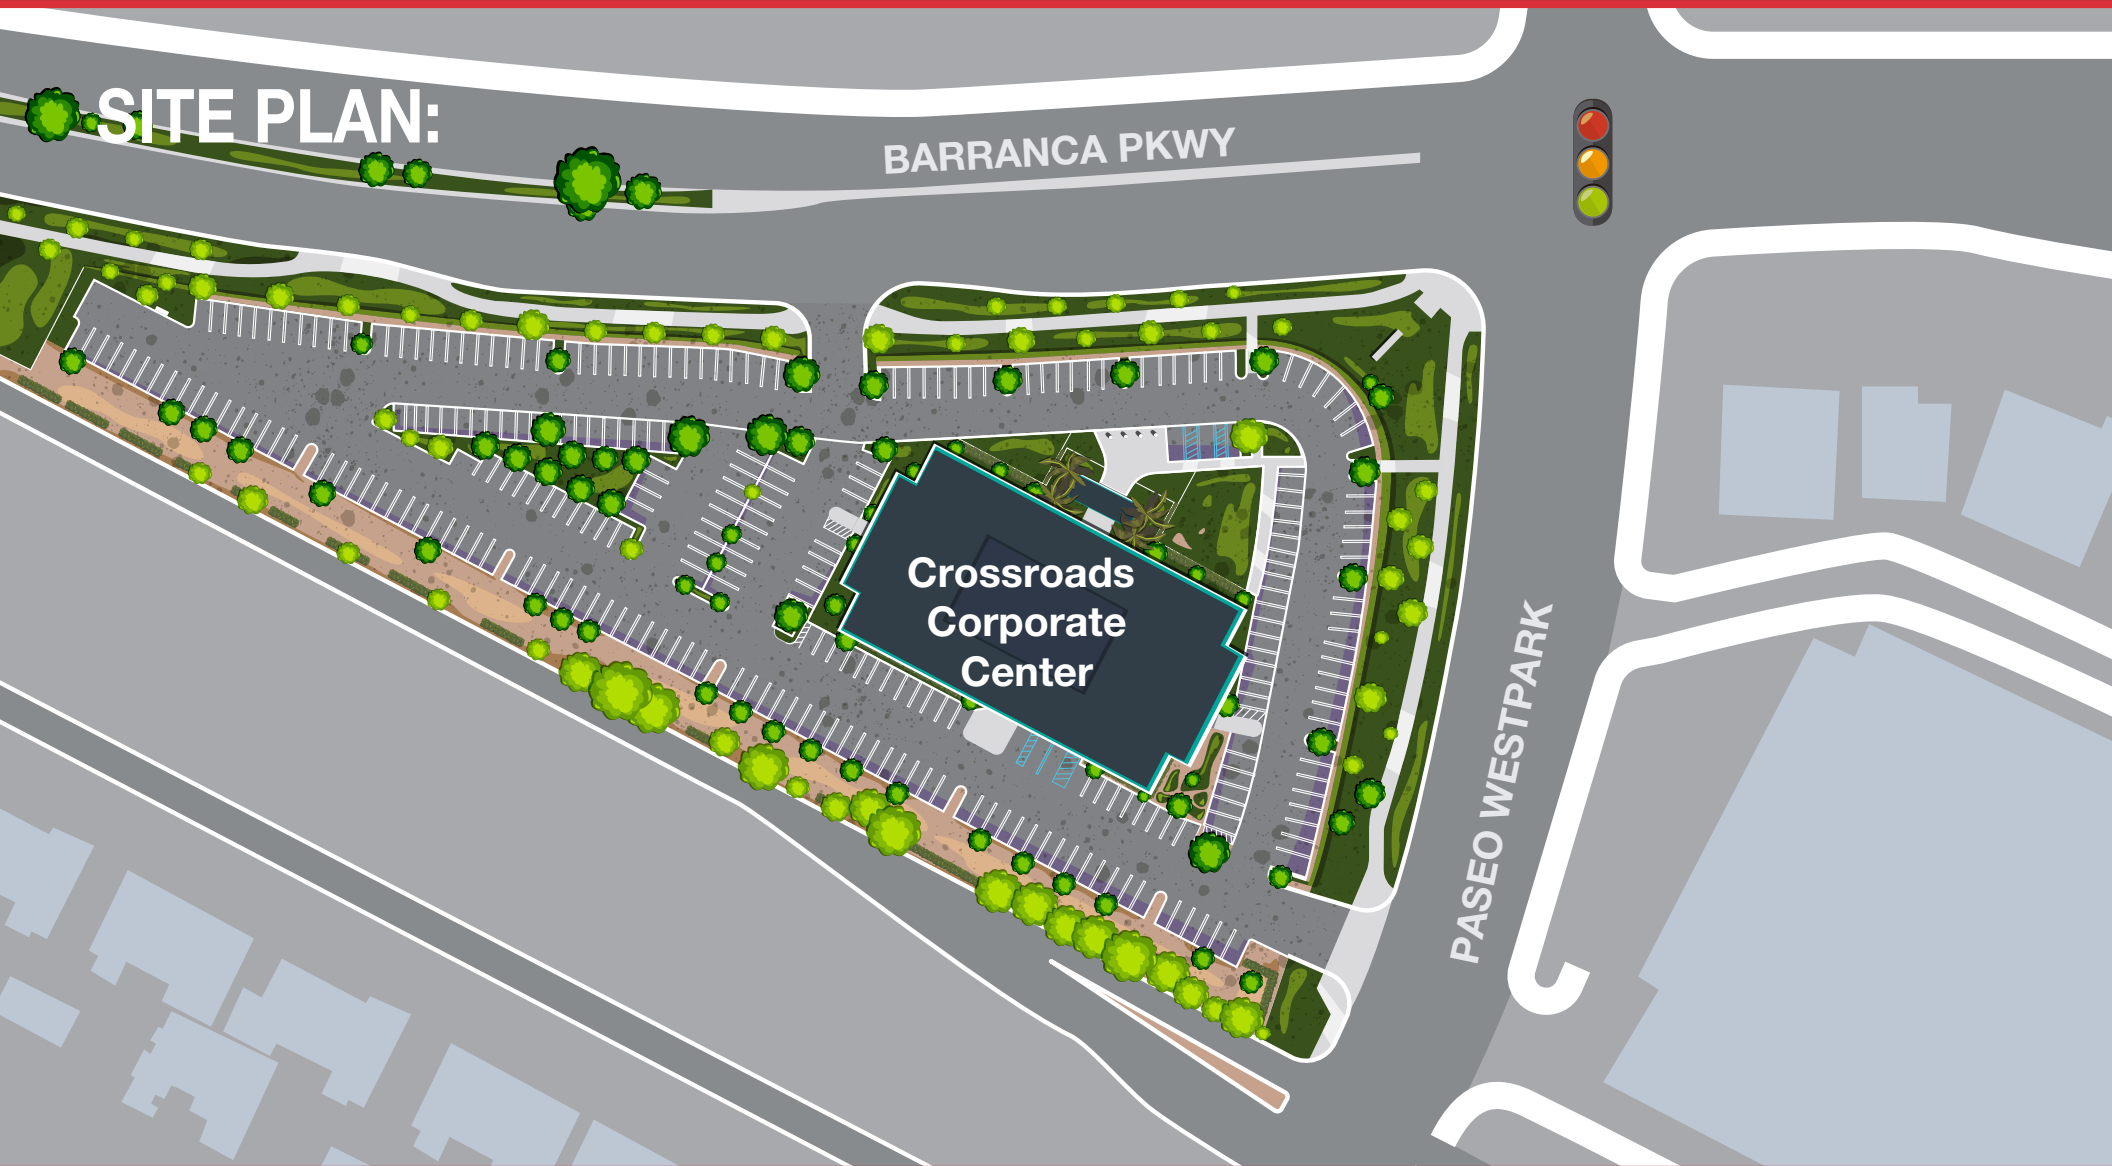 SITE PLAN:
BARRANCA PKWY
Crossroads
Corporate
Center
PASEO WESTPARK